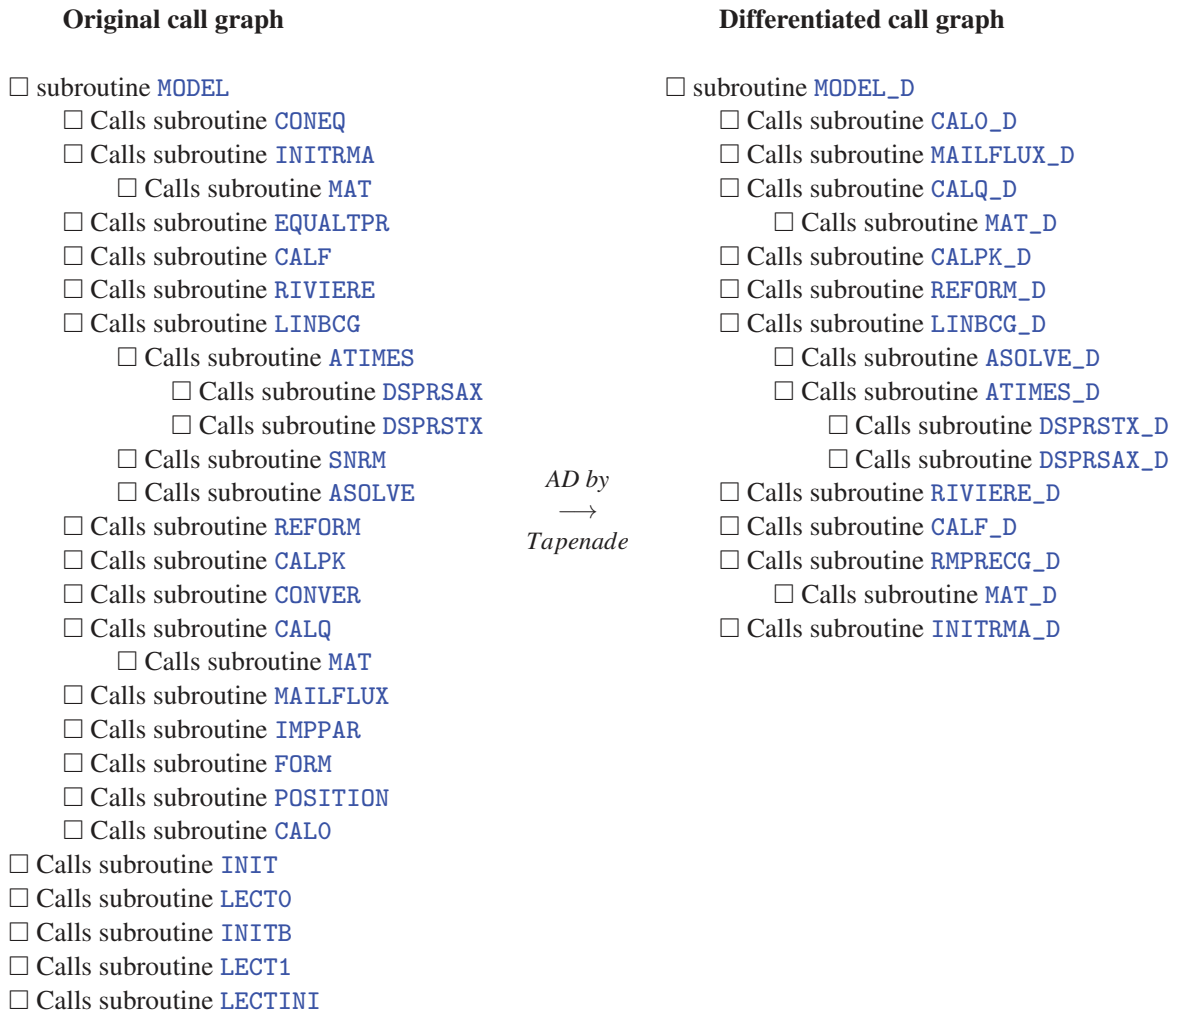 Original call graph
□ subroutine MODEL
□ Calls subroutine CONEQ
□ Calls subroutine INITRMA
□ Calls subroutine MAT
□ Calls subroutine EQUALTPR
□ Calls subroutine CALF
□ Calls subroutine RIVIERE
□ Calls subroutine LINBCG
□ Calls subroutine ATIMES
□ Calls subroutine DSPRSAX
□ Calls subroutine DSPRSTX
□ Calls subroutine SNRM
□ Calls subroutine ASOLVE
□ Calls subroutine REFORM
□ Calls subroutine CALPK
□ Calls subroutine CONVER
□ Calls subroutine CALQ
□ Calls subroutine MAT
□ Calls subroutine MAILFLUX
□ Calls subroutine IMPPAR
□ Calls subroutine FORM
□ Calls subroutine POSITION
□ Calls subroutine CALO
□ Calls subroutine INIT
□ Calls subroutine LECTO
□ Calls subroutine INITB
□ Calls subroutine LECT1
□ Calls subroutine LECTINI
AD by
⟶
Tapenade
Differentiated call graph
□ subroutine MODEL_D
□ Calls subroutine CALO_D
□ Calls subroutine MAILFLUX_D
□ Calls subroutine CALQ_D
□ Calls subroutine MAT_D
□ Calls subroutine CALPK_D
□ Calls subroutine REFORM_D
□ Calls subroutine LINBCG_D
□ Calls subroutine ASOLVE_D
□ Calls subroutine ATIMES_D
□ Calls subroutine DSPRSTX_D
□ Calls subroutine DSPRSAX_D
□ Calls subroutine RIVIERE_D
□ Calls subroutine CALF_D
□ Calls subroutine RMPRECG_D
□ Calls subroutine MAT_D
□ Calls subroutine INITRMA_D